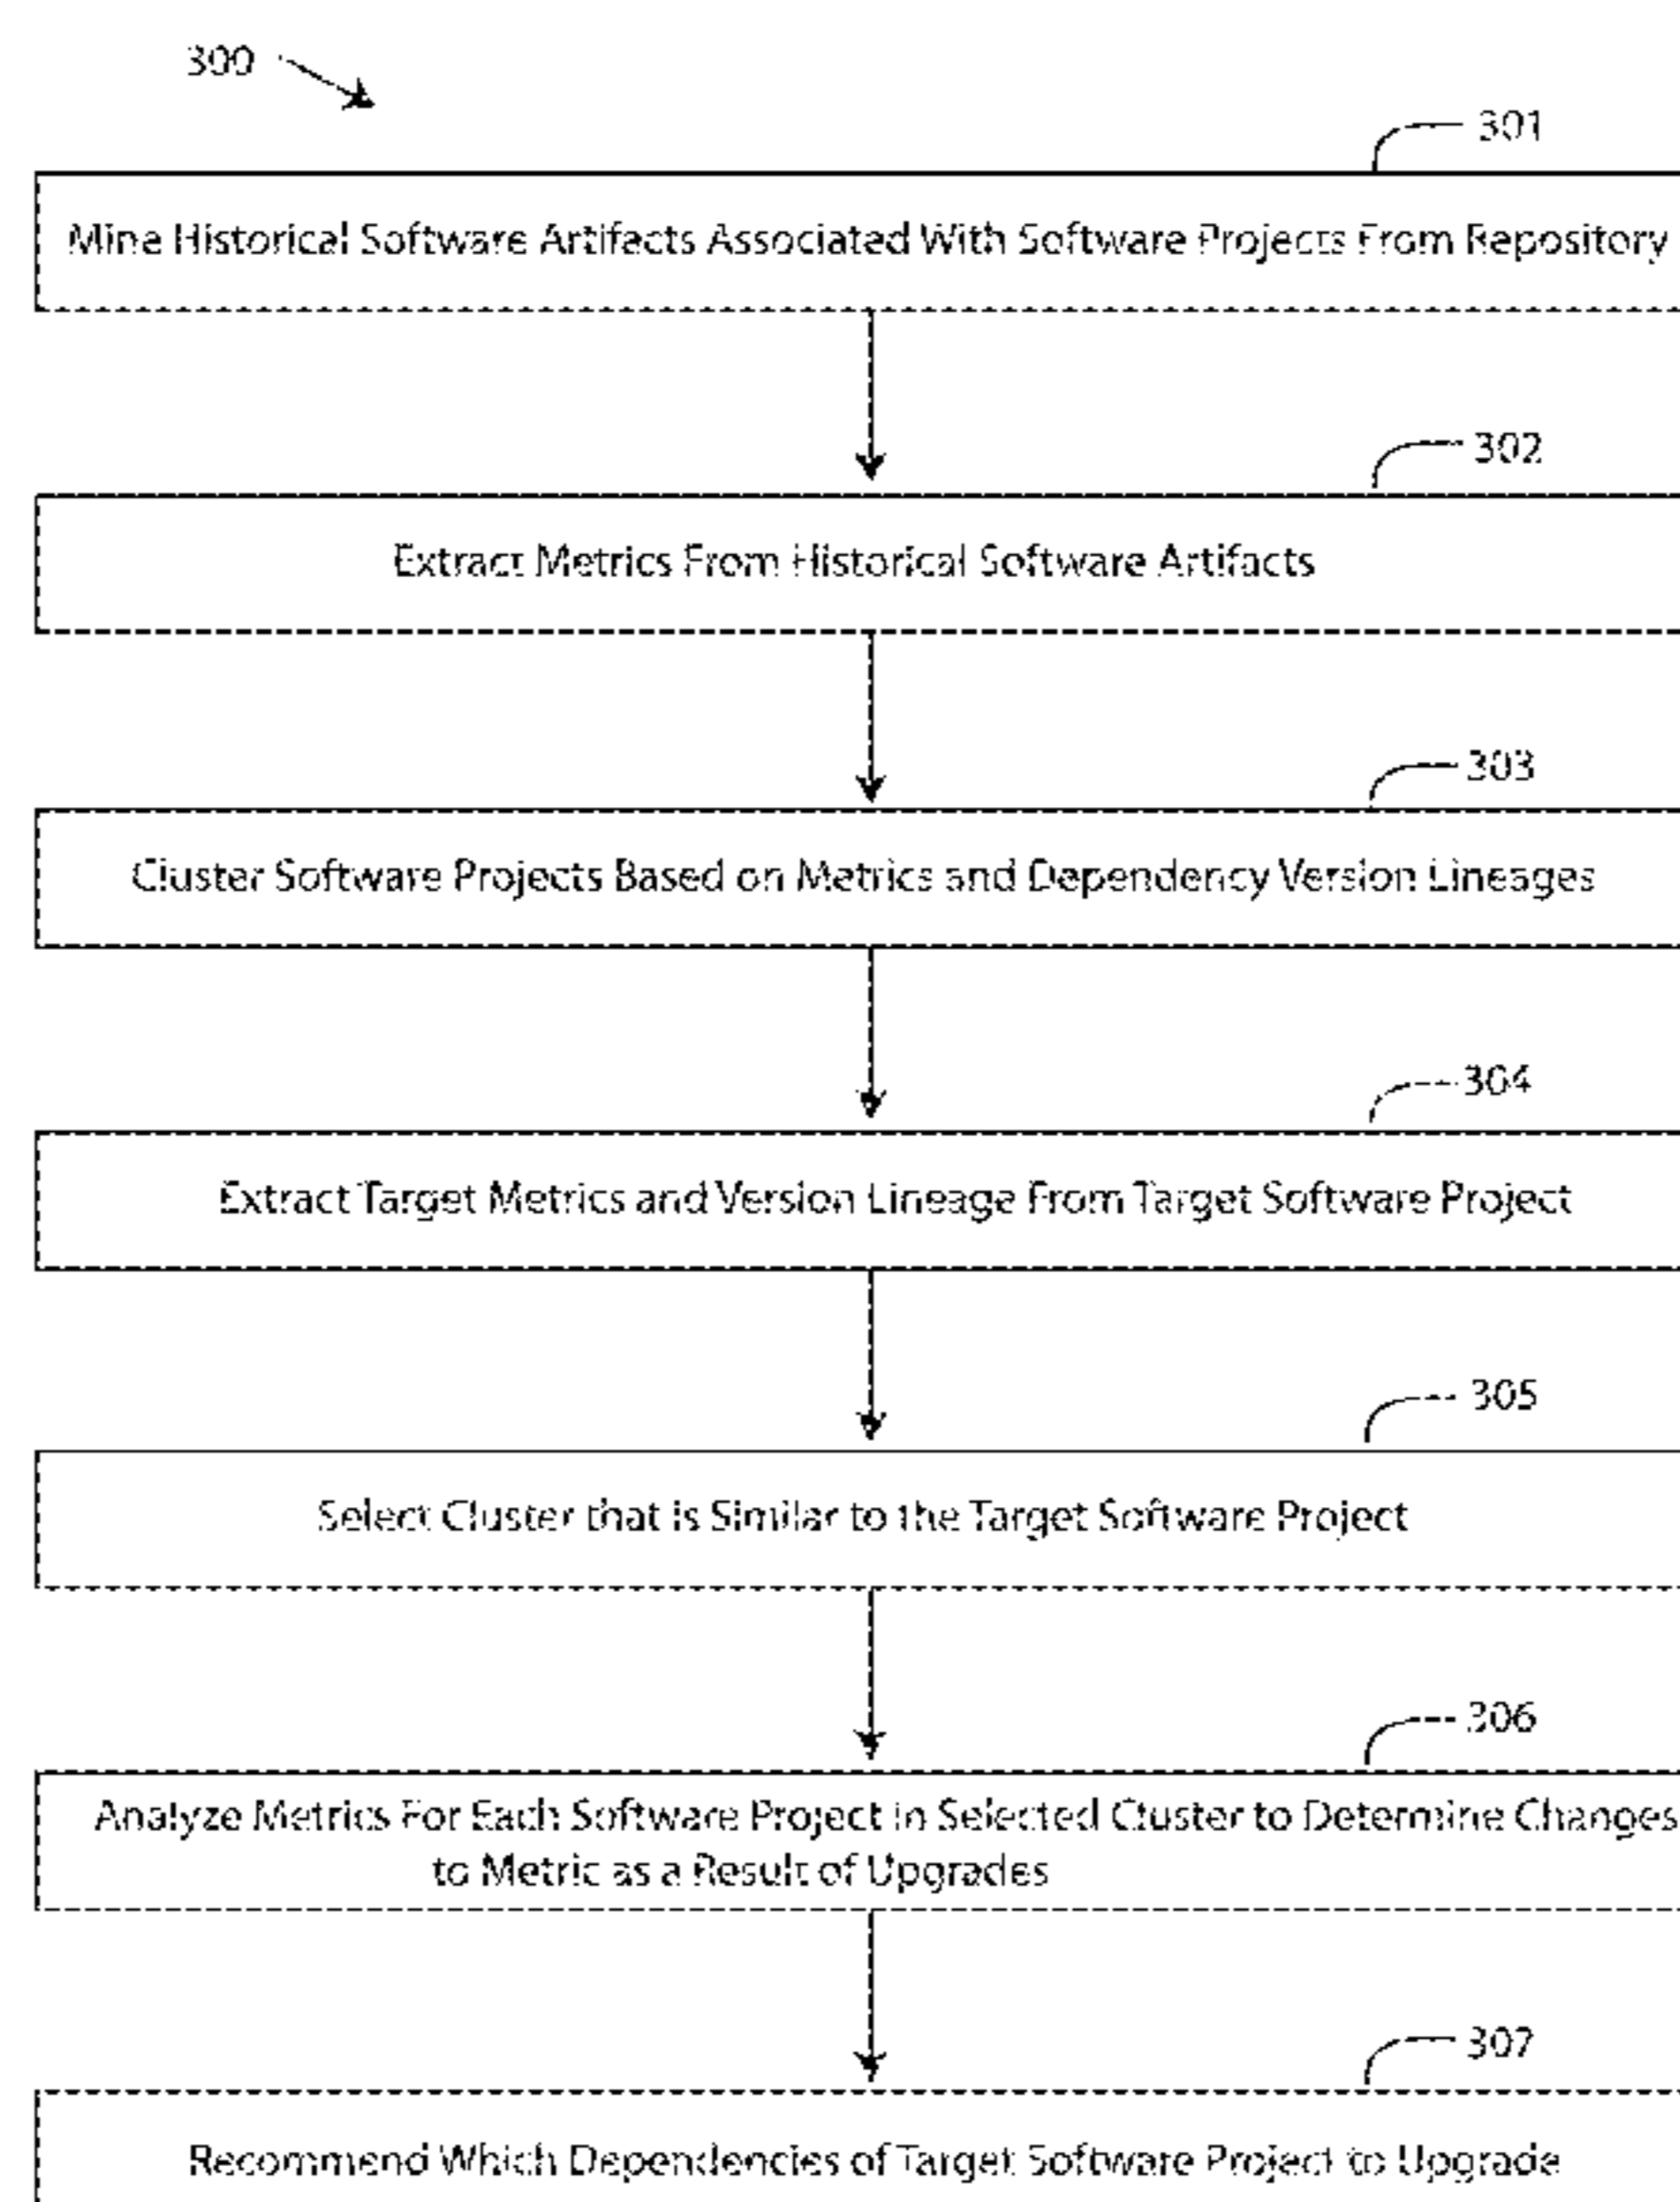 300
301
Mine Historical Software Artifacts Associated With Software Projects From Repository
302
Extract Metrics From Historical Software Artifacts
303
Cluster Software Projects Based on Metrics and Dependency Version Lineages
304
Extract Target Metrics and Version Lineage From Target Software Project
305
Select Cluster that is Similar to the Target Software Project
306
Analyze Metrics For Each Software Project in Selected Cluster to Determine Changes
to Metric as a Result of Upgrades
307
Recommend Which Dependencies of Target Software Project to Upgrade